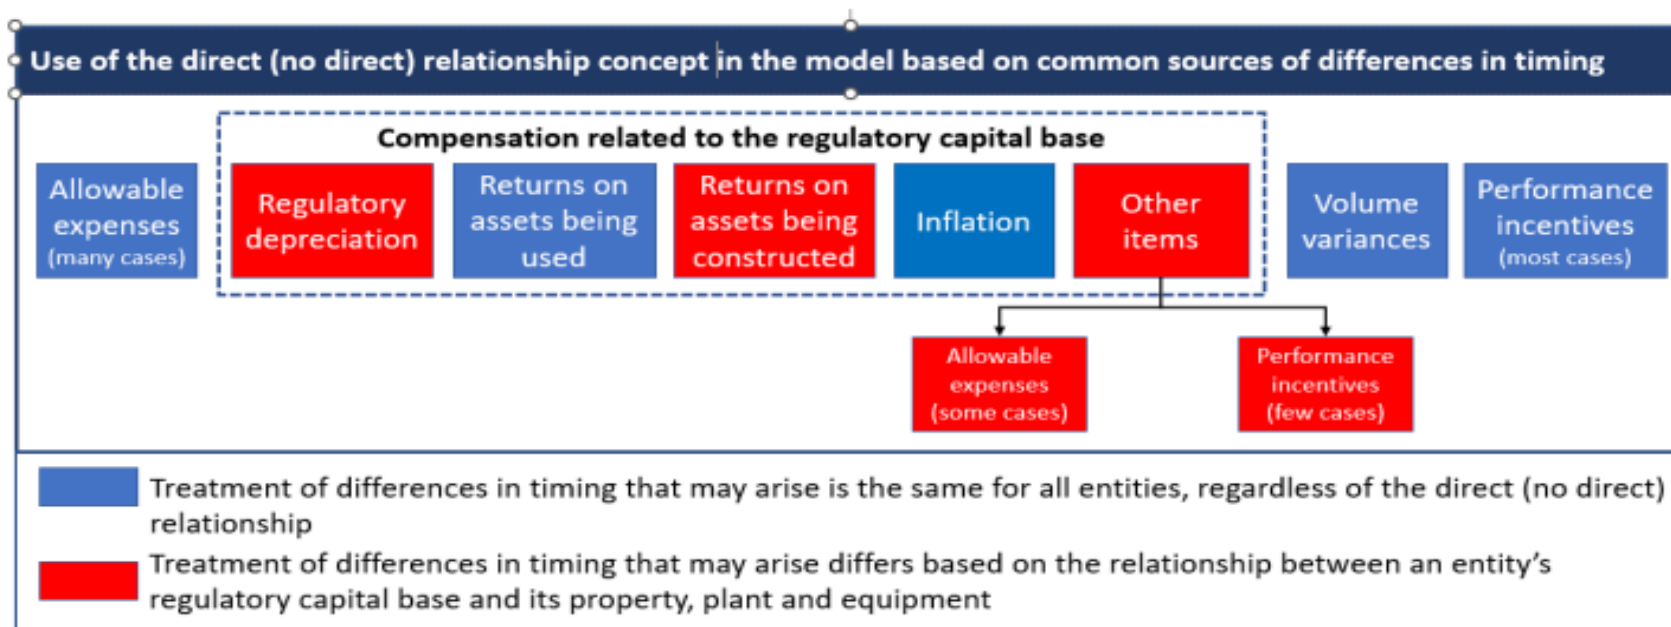 Use of the direct (no direct) relationship concept in the model based on common sources of differences in timing
Compensation related to the regulatory capital base
Allowable
expenses
(many cases)
Regulatory
depreciation
Returns on
assets being
used
Returns on
assets being
constructed
Inflation
Other
items
Volume
variances
Performance
incentives
(most cases)
Allowable
expenses
(some cases)
Performance
incentives
(few cases)
Treatment of differences in timing that may arise is the same for all entities, regardless of the direct (no direct)
relationship
Treatment of differences in timing that may arise differs based on the relationship between an entity's
regulatory capital base and its property, plant and equipment